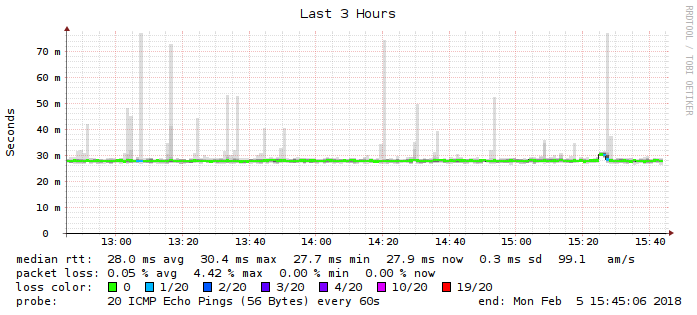 Last 3 Hours
RRDTOOL / TOBI OETIKER
Seconds
70 m
60 m
50 m
40 m
30 m
20 m
10 m
0
13:00 13:20 13:40 14:00 14:20 14:40 15:00 15:20 15:40
median rtt: 28.0 ms avg 30.4 ms max 27.7 ms min 27.9 ms now 0.3 ms sd 99.1 am/s
packet loss: 0.05 % avg 4.42 % max 0.00 % min 0.00 % now
loss color: 0 1/20 2/20 3/20 4/20 10/20 19/20
probe: 20 ICMP Echo Pings (56 Bytes) every 60s end: Mon Feb 5 15:45:06 2018